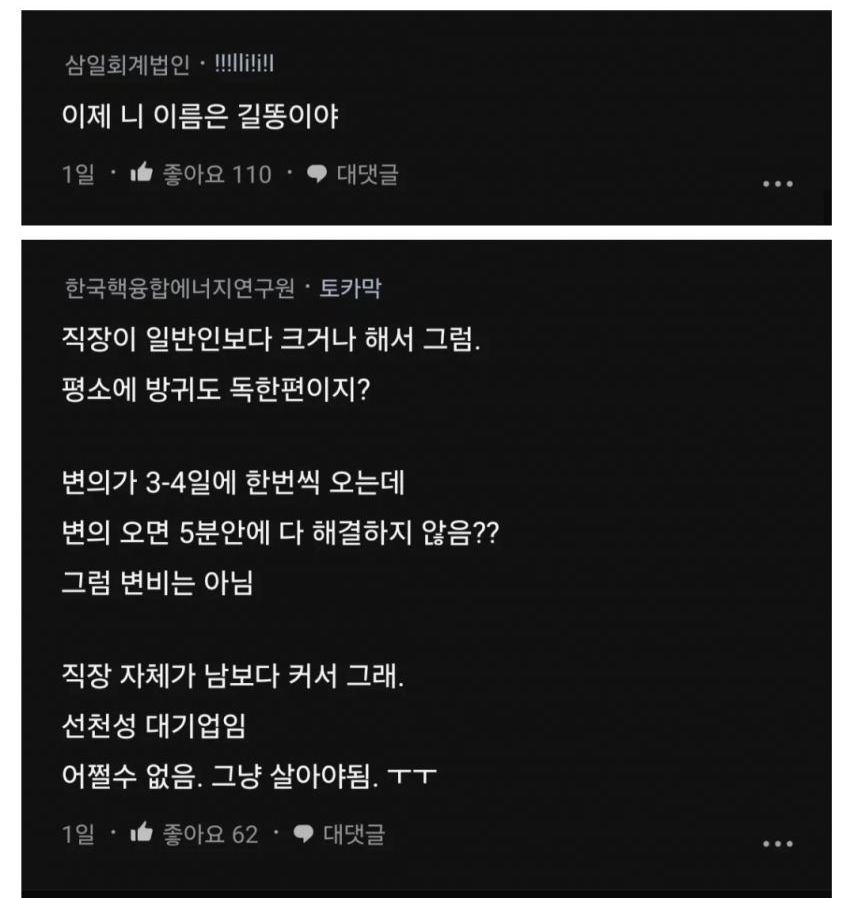 삼일회계법인 · !!!lli!i!l
이제 니 이름은 길똥이야
1일 · 좋아요 110 · 대댓글
한국핵융합에너지연구원 · 토카막
직장이 일반인보다 크거나 해서 그럼.
평소에 방귀도 독한편이지?
변의가 3-4일에 한번씩 오는데
변의 오면 5분안에 다 해결하지 않음??
그럼 변비는 아님
직장 자체가 남보다 커서 그래.
선천성 대기업임
어쩔수 없음. 그냥 살아야됨. ㅜㅜ
1일 · 좋아요 62 · 대댓글